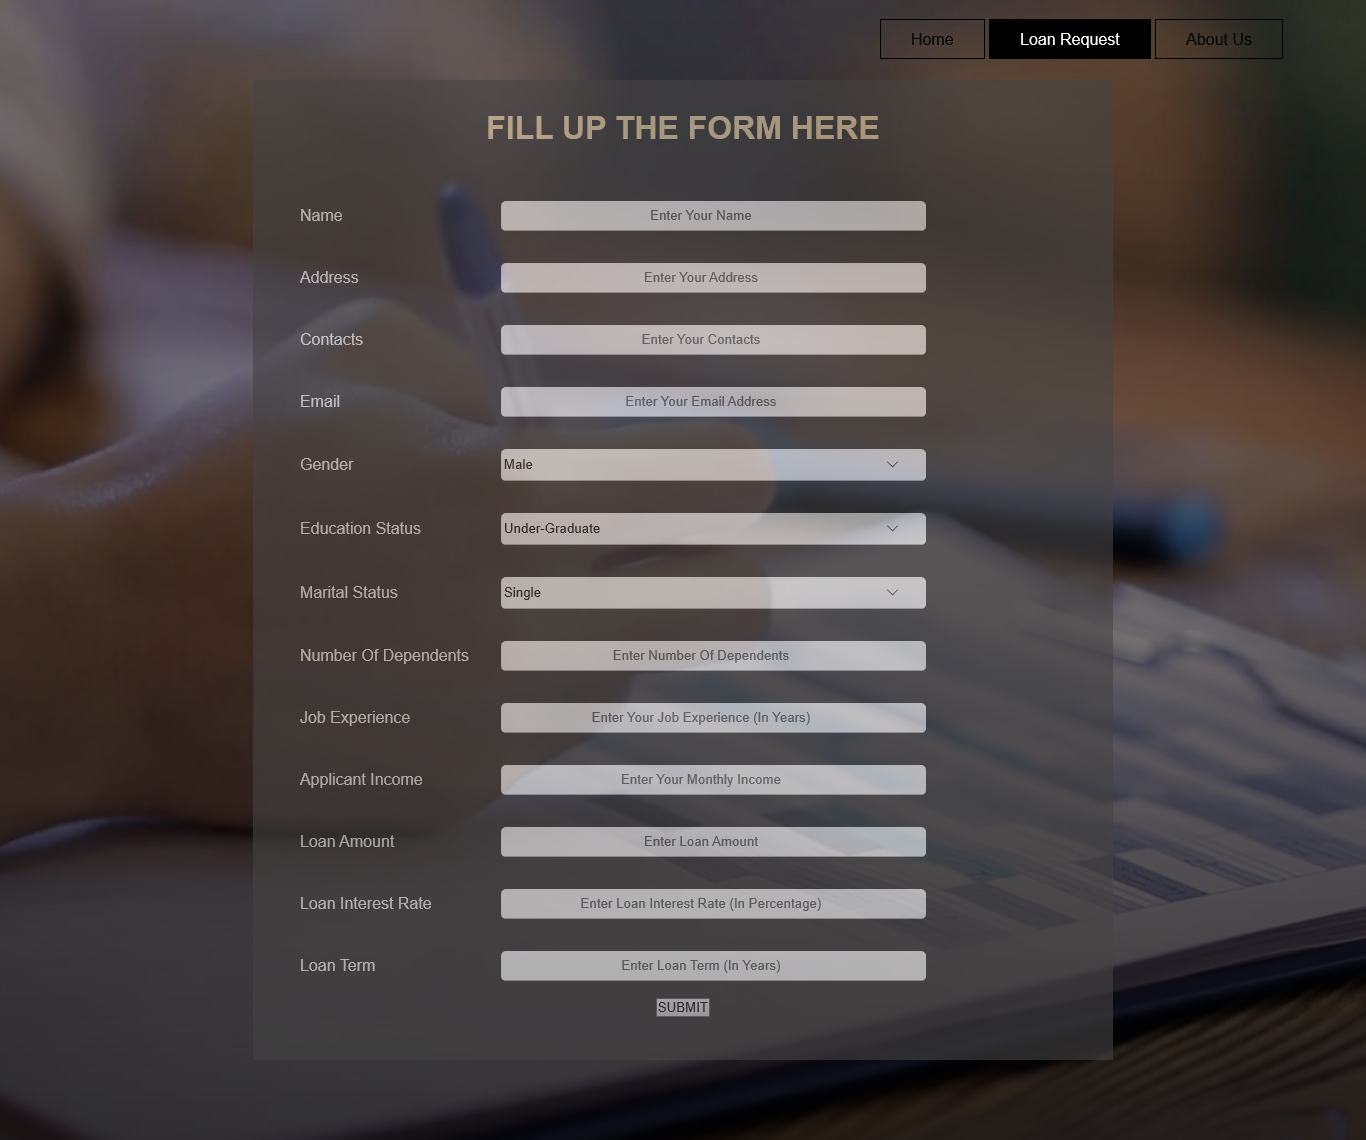 Home Loan Request About Us
FILL UP THE FORM HERE
Name Enter Your Name
Address Enter Your Address
Contacts Enter Your Contacts
Email Enter Your Email Address
Gender Male
Education Status Under-Graduate
Marital Status Single
Number Of Dependents Enter Number Of Dependents
Job Experience Enter Your Job Experience (In Years)
Applicant Income Enter Your Monthly Income
Loan Amount Enter Loan Amount
Loan Interest Rate Enter Loan Interest Rate (In Percentage)
Loan Term Enter Loan Term (In Years)
SUBMIT